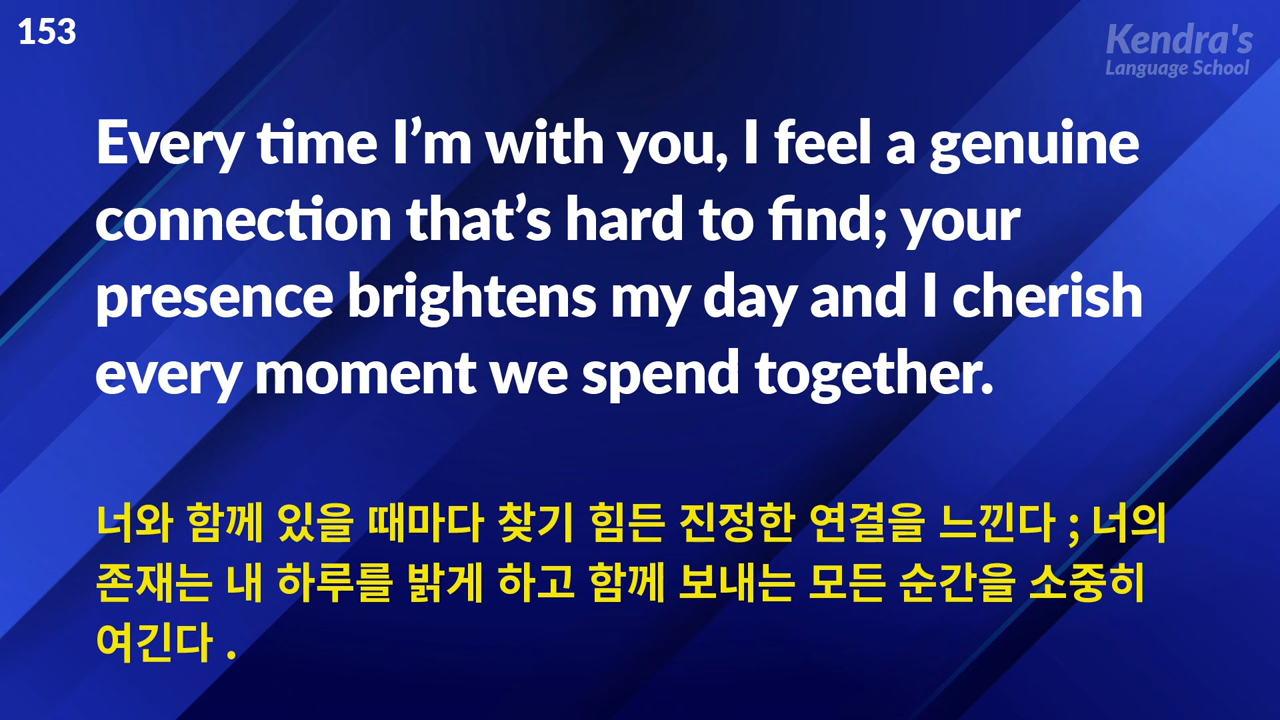 153
Kendra's
Language School
Every time I’m with you, I feel a genuine
connection that’s hard to find; your
presence brightens my day and I cherish
every moment we spend together.
너와 함께 있을 때마다 찾기 힘든 진정한 연결을 느낀다 ; 너의
존재는 내 하루를 밝게 하고 함께 보내는 모든 순간을 소중히
여긴다 .